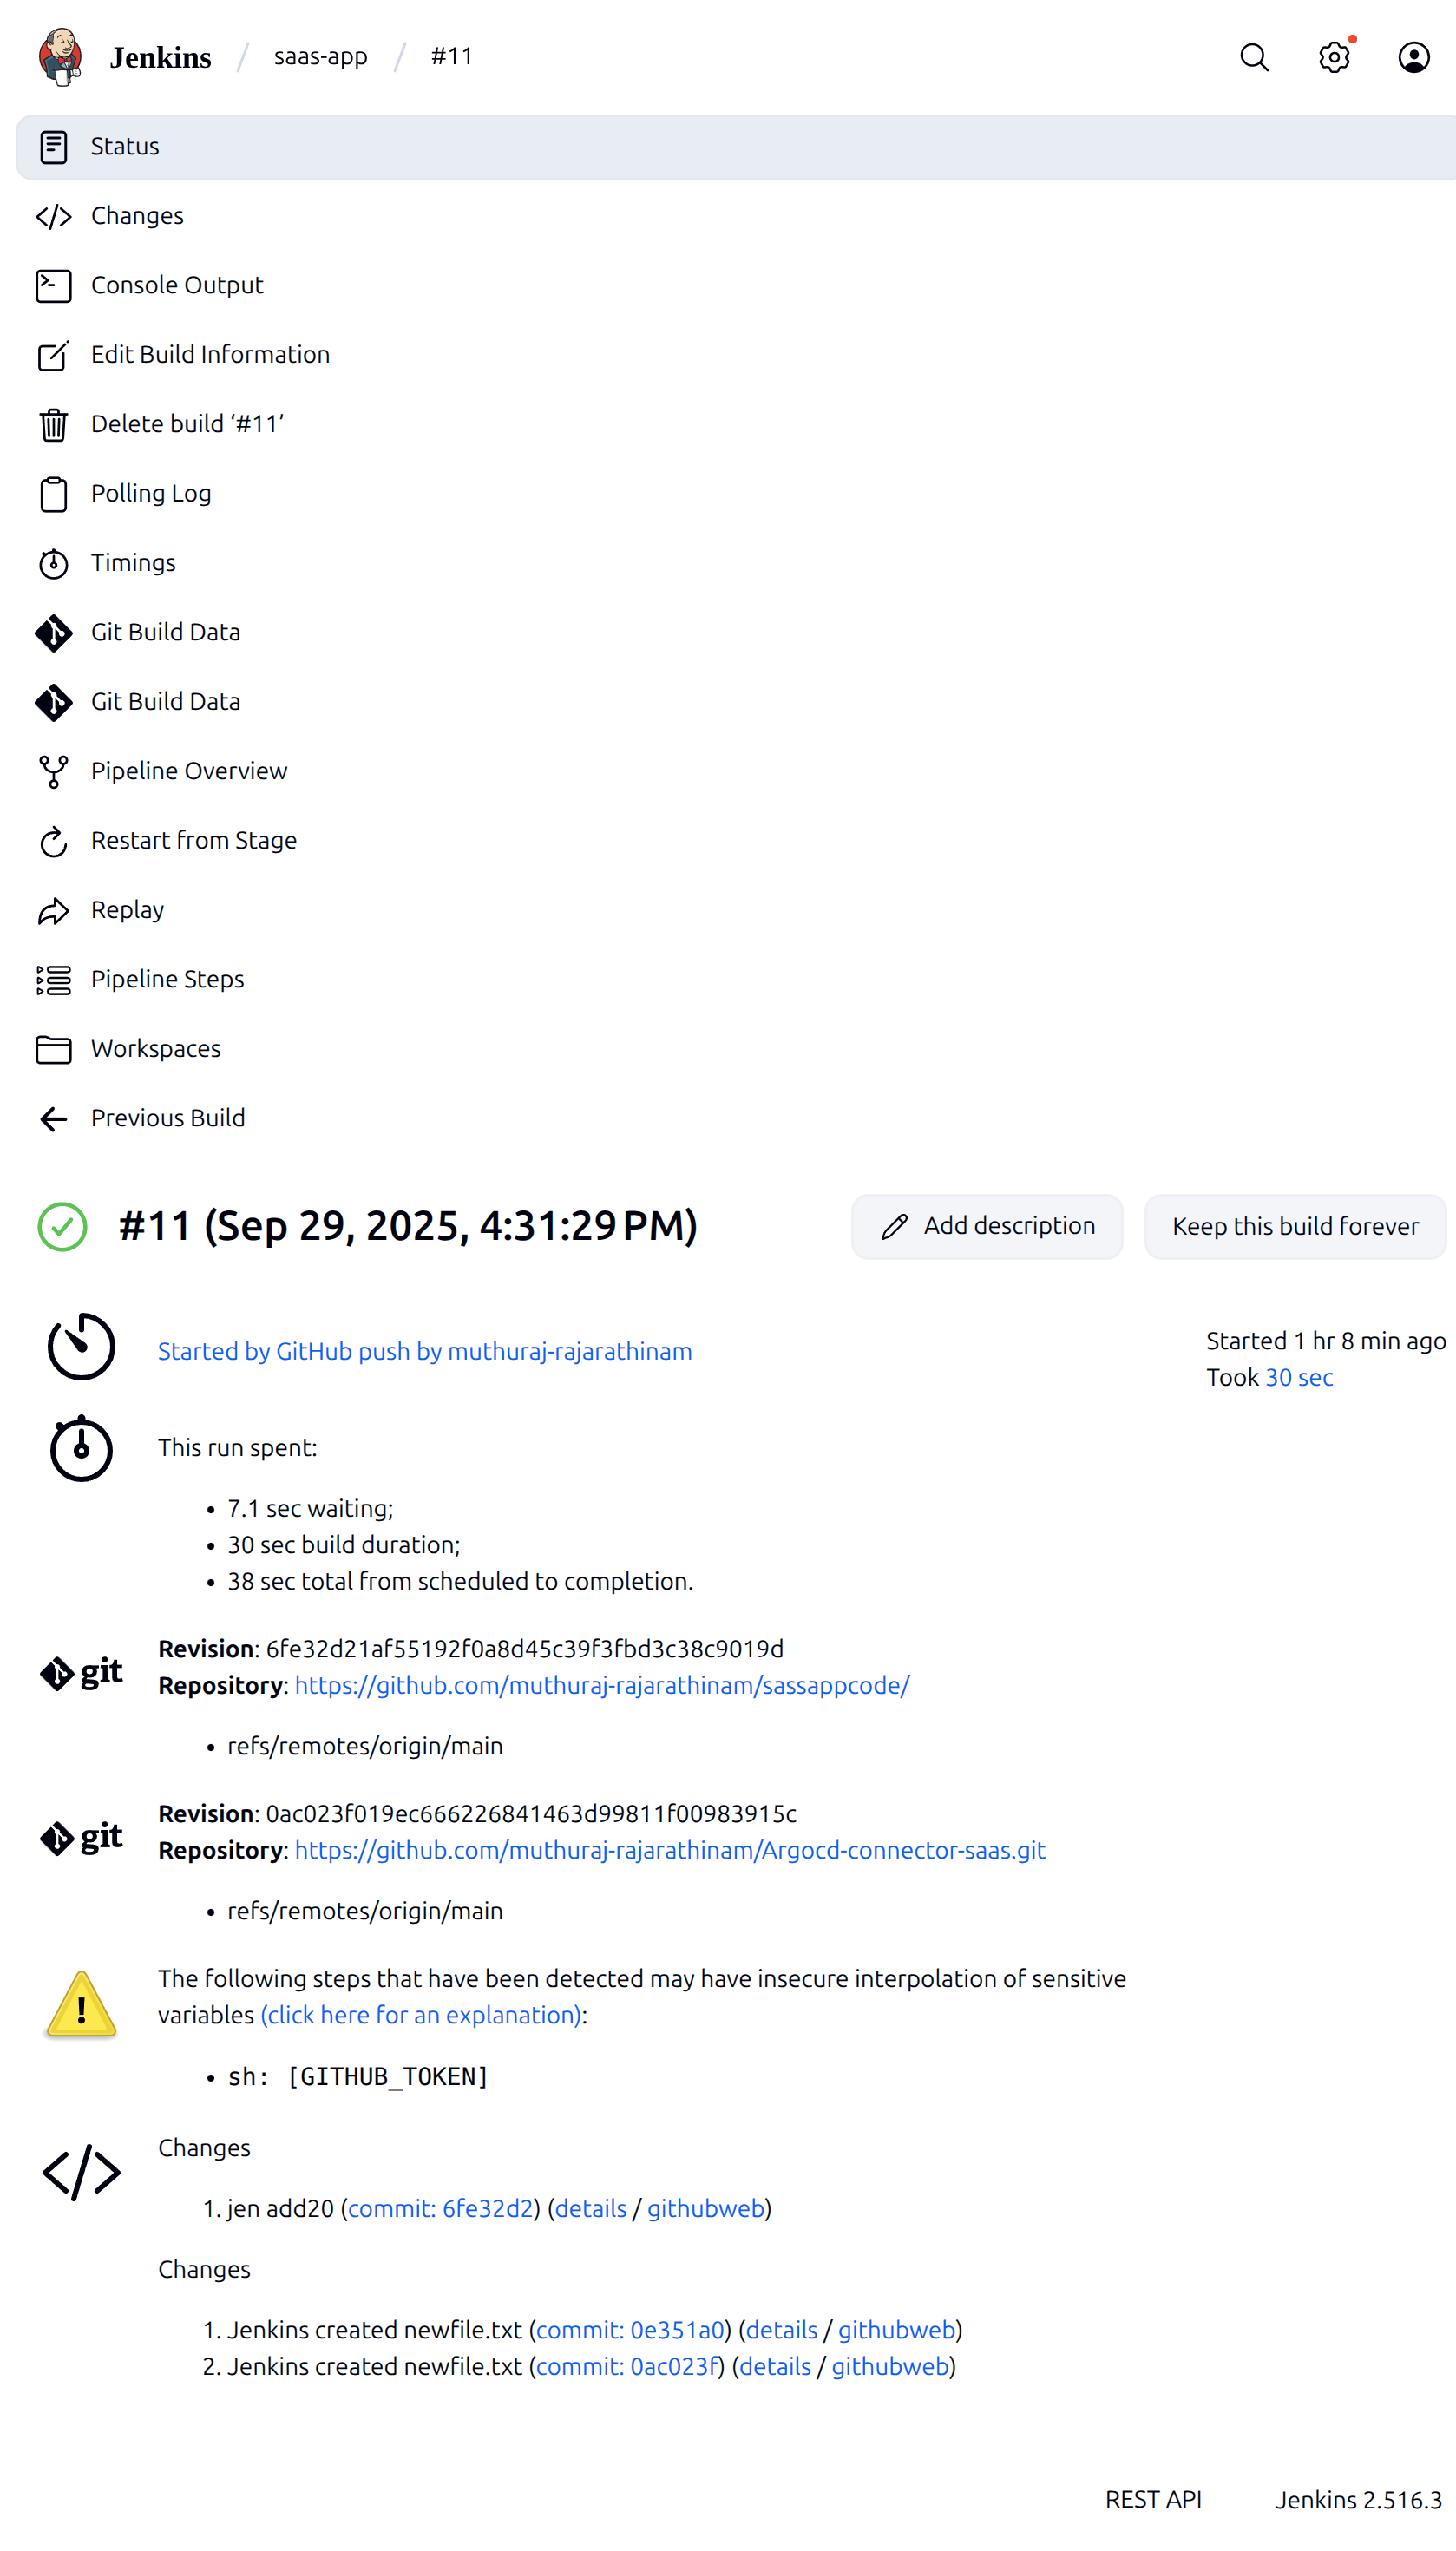 Jenkins / saas-app / #11
Status
Changes
Console Output
Edit Build Information
Delete build ‘#11’
Polling Log
Timings
Git Build Data
Git Build Data
Pipeline Overview
Restart from Stage
Replay
Pipeline Steps
Workspaces
Previous Build
#11 (Sep 29, 2025, 4:31:29 PM)
Add description
Keep this build forever
Started by GitHub push by muthuraj-rajarathinam
Started 1 hr 8 min ago
Took 30 sec
This run spent:
• 7.1 sec waiting;
• 30 sec build duration;
• 38 sec total from scheduled to completion.
git
Revision: 6fe32d21af55192f0a8d45c39f3fbd3c38c9019d
Repository: https://github.com/muthuraj-rajarathinam/sassappcode/
• refs/remotes/origin/main
git
Revision: 0ac023f019ec666226841463d99811f00983915c
Repository: https://github.com/muthuraj-rajarathinam/Argocd-connector-saas.git
• refs/remotes/origin/main
The following steps that have been detected may have insecure interpolation of sensitive
variables (click here for an explanation):
• sh: [GITHUB_TOKEN]
Changes
1. jen add20 (commit: 6fe32d2) (details / githubweb)
Changes
1. Jenkins created newfile.txt (commit: 0e351a0) (details / githubweb)
2. Jenkins created newfile.txt (commit: 0ac023f) (details / githubweb)
REST API
Jenkins 2.516.3